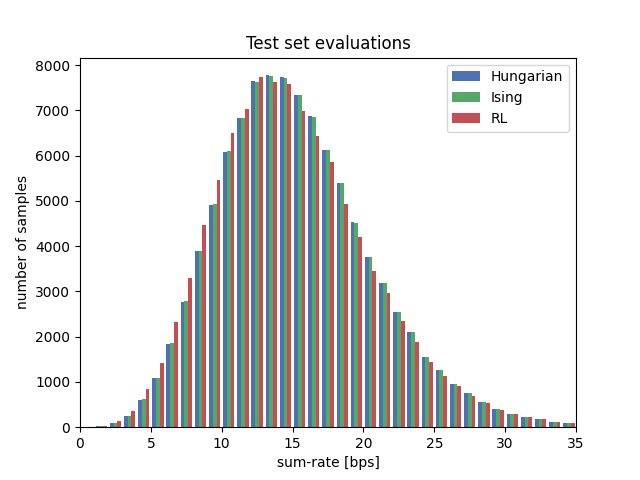 Test set evaluations
Hungarian
Ising
RL
number of samples
8000
7000
6000
5000
4000
3000
2000
1000
0
0 5 10 15 20 25 30 35
sum-rate [bps]